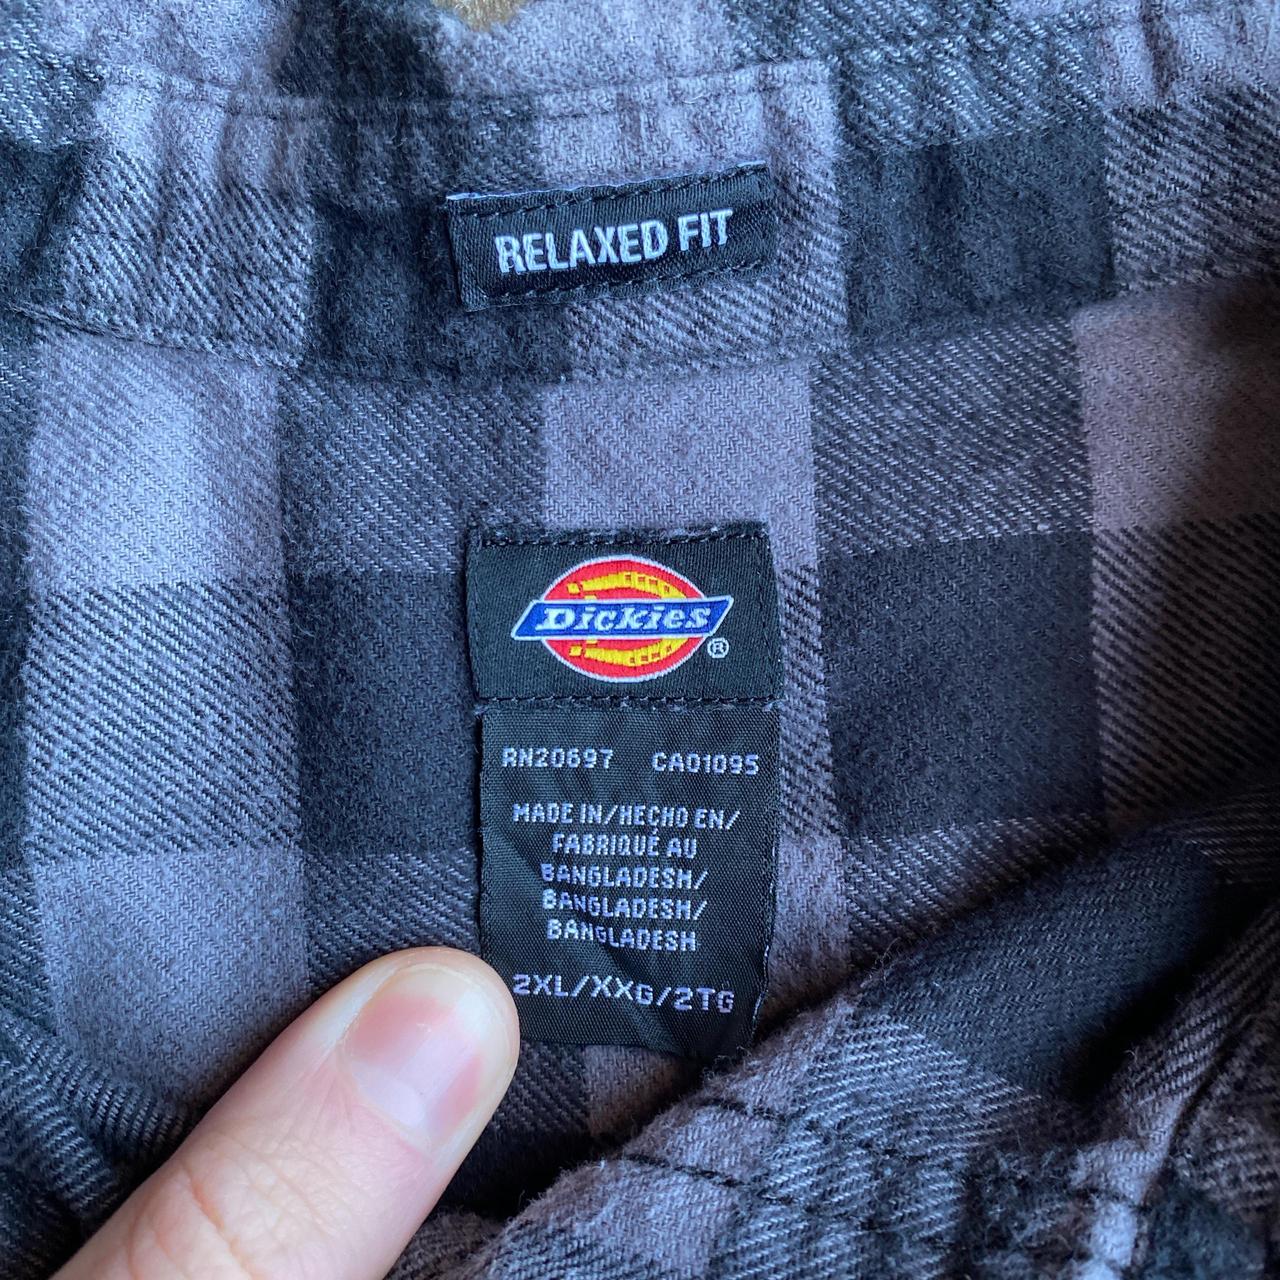 RELAXED FIT
Dickies ®
RN20697 CA01095
MADE IN/HECHO EN/
FABRIQUÉ AU
BANGLADESH/
BANGLADESH/
BANGLADESH
2XL/XXG/2TG